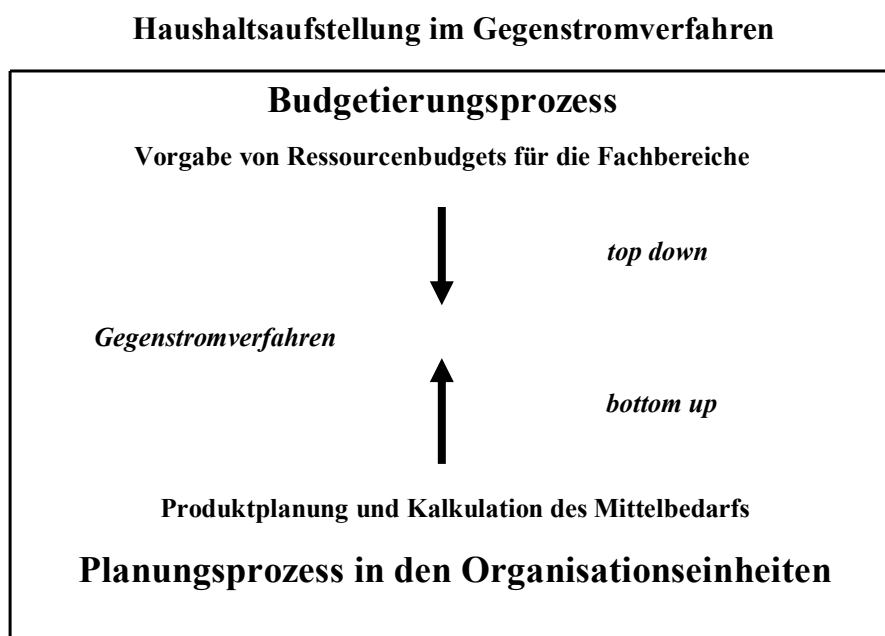 Haushaltsaufstellung im Gegenstromverfahren
Budgetierungsprozess
Vorgabe von Ressourcenbudgets für die Fachbereiche
top down
Gegenstromverfahren
bottom up
Produktplanung und Kalkulation des Mittelbedarfs
Planungsprozess in den Organisationseinheiten